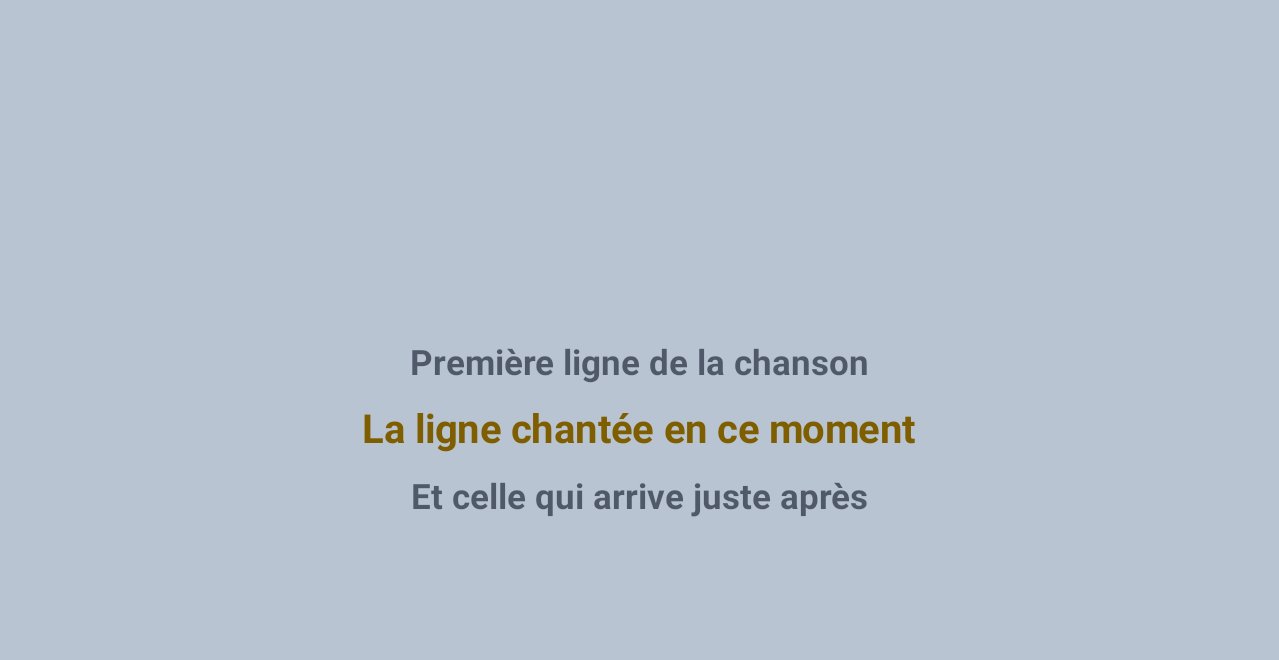 Première ligne de la chanson
La ligne chantée en ce moment
Et celle qui arrive juste après